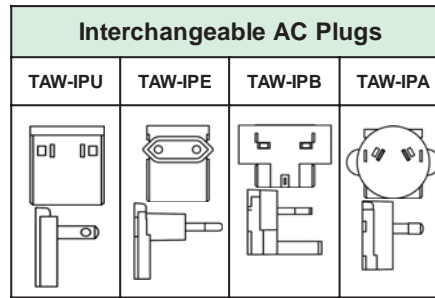 Interchangeable AC Plugs
TAW-IPU TAW-IPE TAW-IPB TAW-IPA